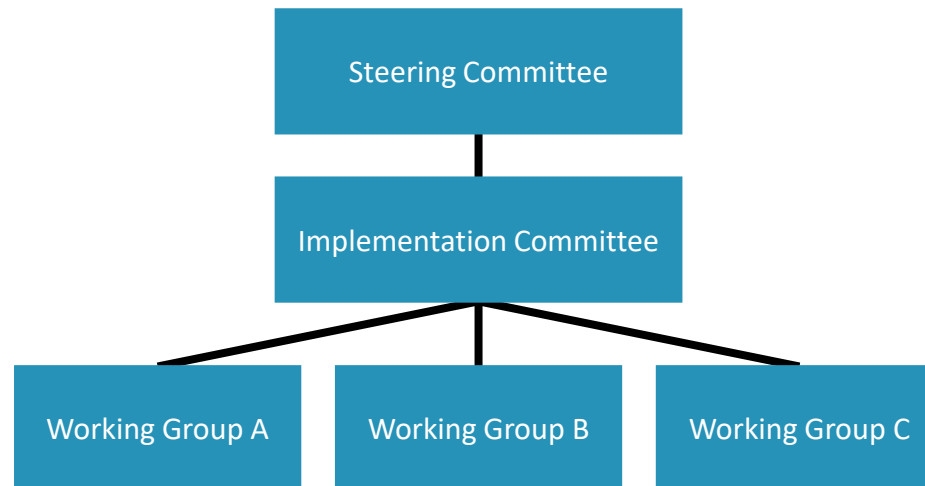 Steering Committee
Implementation Committee
Working Group A
Working Group B
Working Group C